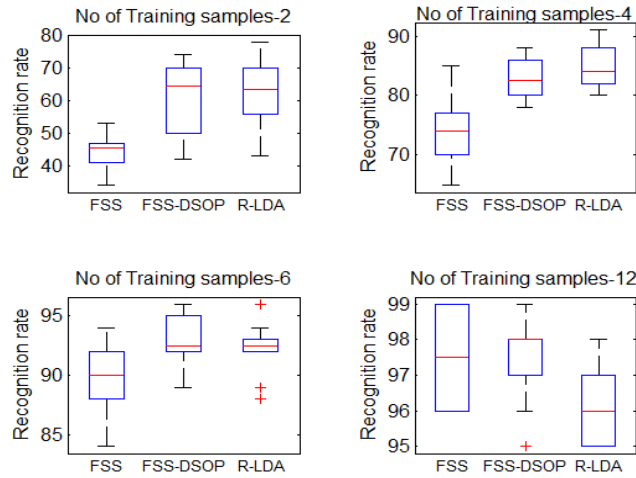 No of Training samples-2
Recognition rate
80
70
60
50
40
FSS
FSS-DSOP
R-LDA
No of Training samples-4
Recognition rate
90
80
70
FSS
FSS-DSOP
R-LDA
No of Training samples-6
Recognition rate
95
90
85
FSS
FSS-DSOP
R-LDA
No of Training samples-12
Recognition rate
99
98
97
96
95
FSS
FSS-DSOP
R-LDA